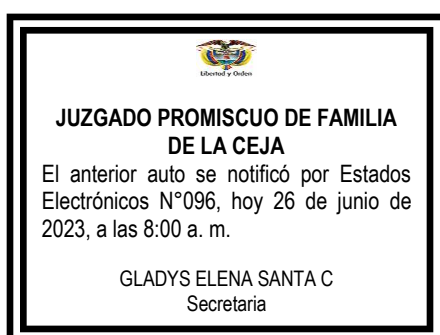 Libertad y Orden
JUZGADO PROMISCUO DE FAMILIA
DE LA CEJA
El anterior auto se notificó por Estados
Electrónicos N°096, hoy 26 de junio de
2023, a las 8:00 a. m.
GLADYS ELENA SANTA C
Secretaria